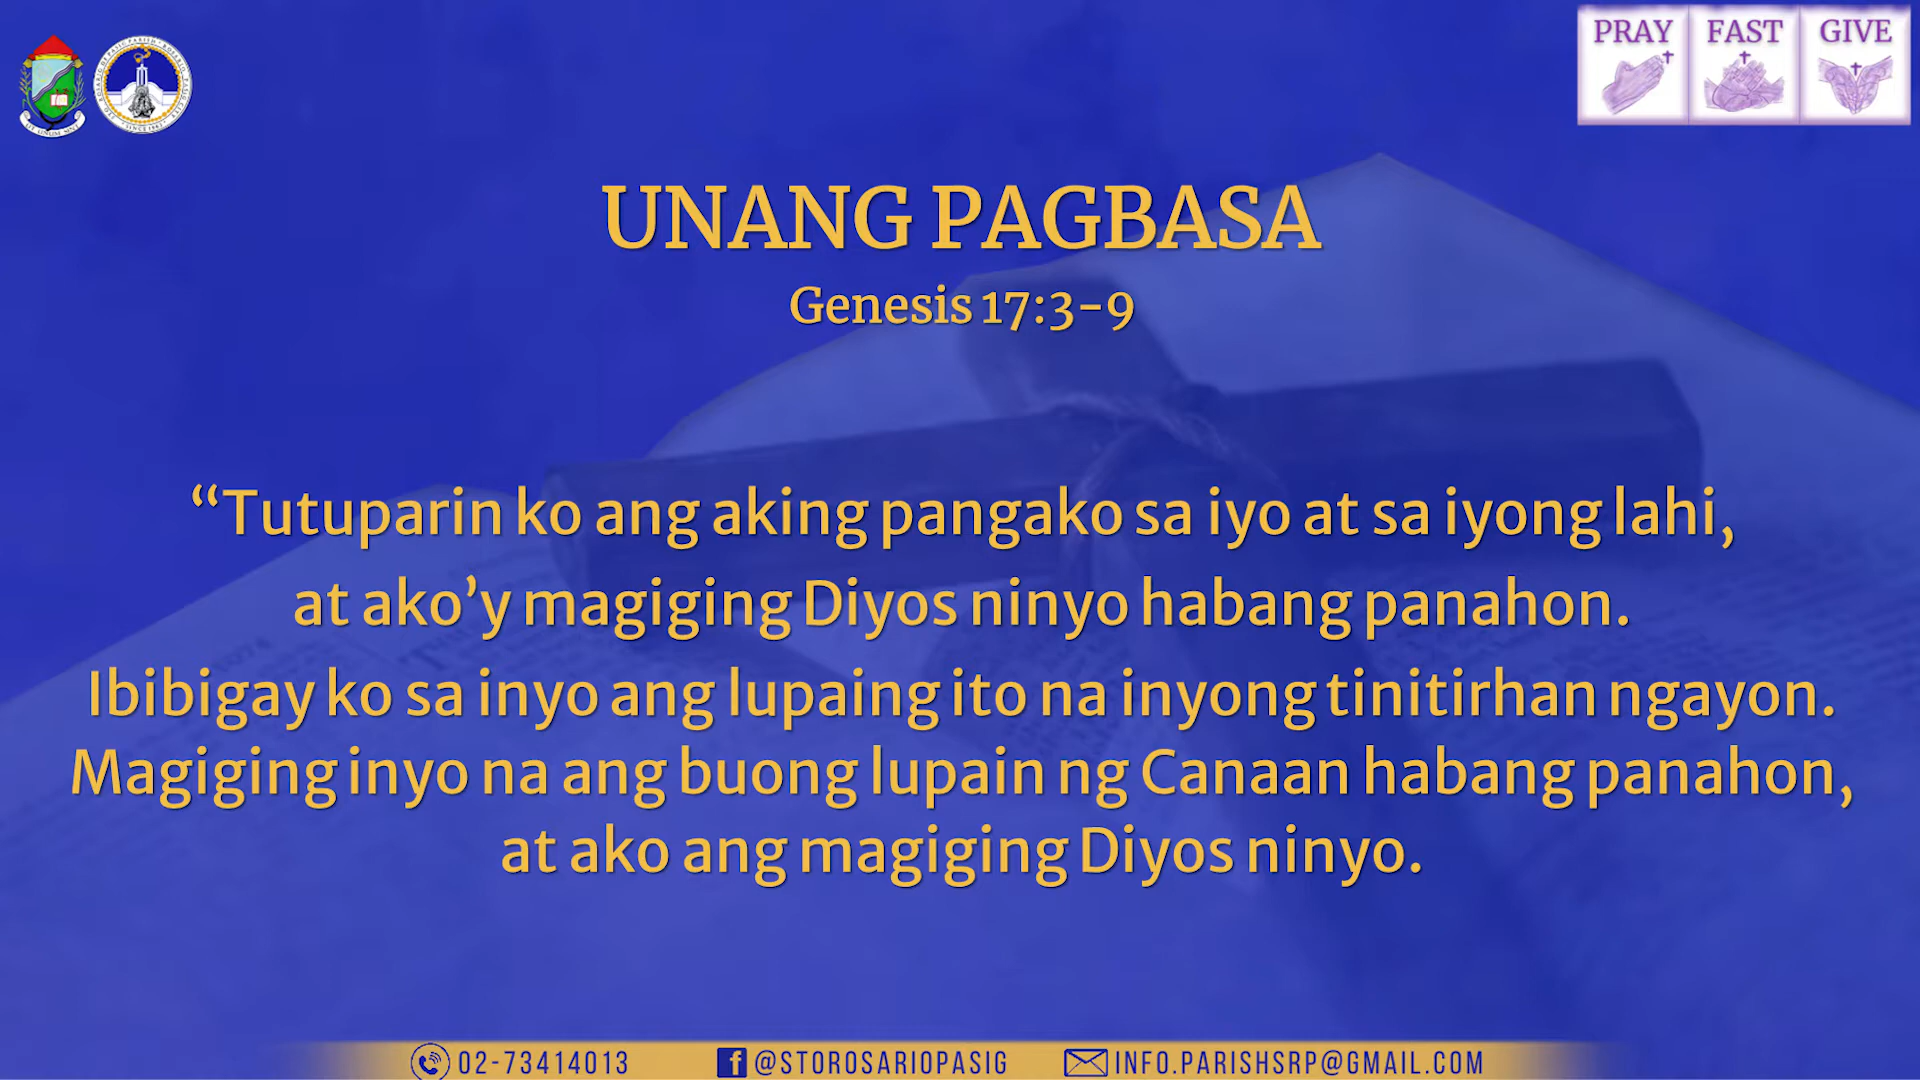 PRAY FAST GIVE
UNANG PAGBASA
Genesis 17:3-9
“Tutuparin ko ang aking pangako sa iyo at sa iyong lahi,
at ako’y magiging Diyos ninyo habang panahon.
Ibibigay ko sa inyo ang lupaing ito na inyong tinitirhan ngayon.
Magiging inyo na ang buong lupain ng Canaan habang panahon,
at ako ang magiging Diyos ninyo.
02-73414013 @STOROSARIOPASIG INFO.PARISHSRP@GMAIL.COM